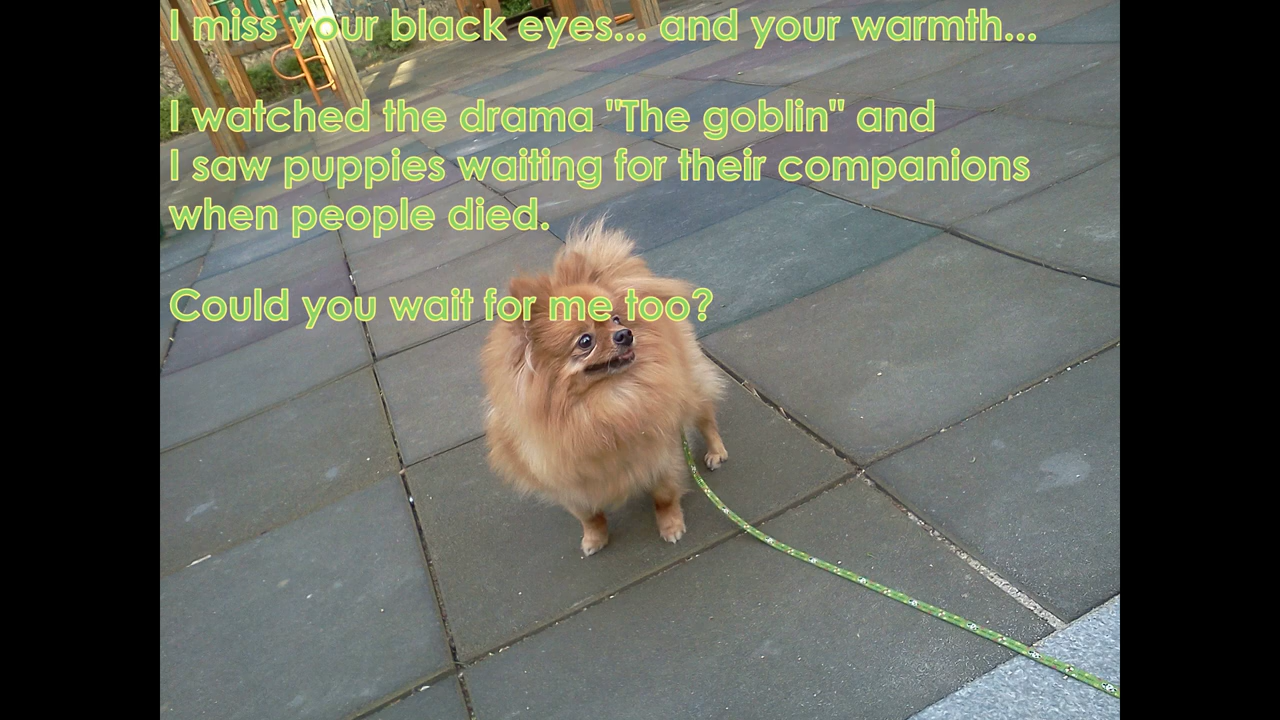 I miss your black eyes... and your warmth...
I watched the drama "The goblin" and
I saw puppies waiting for their companions
when people died.
Could you wait for me too?